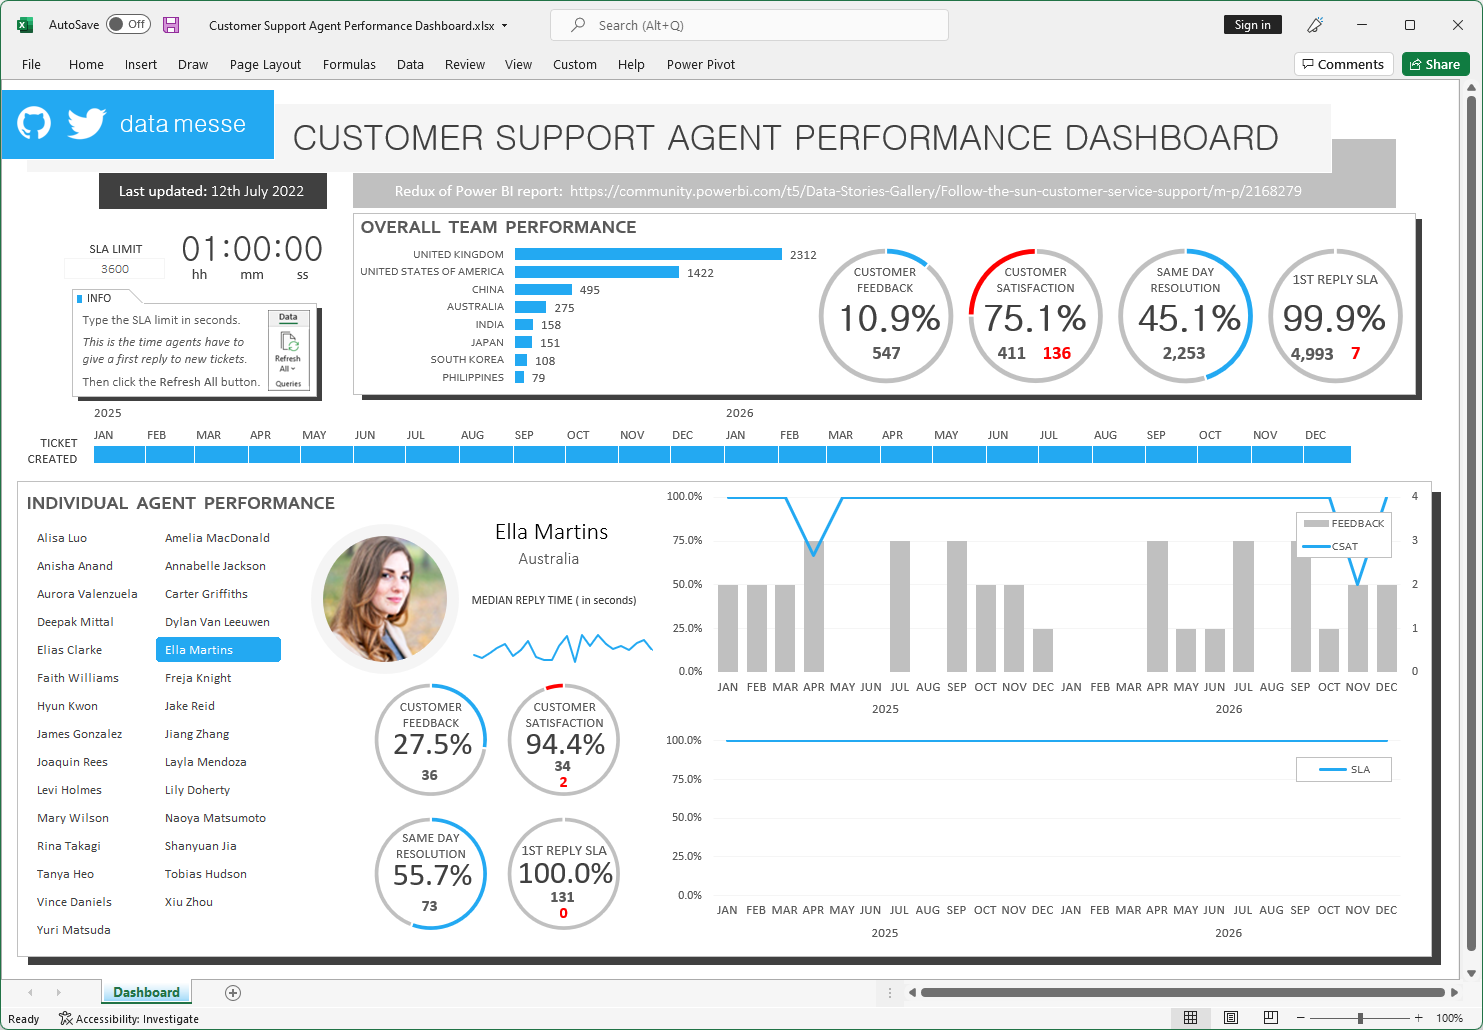 AutoSave Off Customer Support Agent Performance Dashboard.xlsx Search (Alt+Q) Sign in
File Home Insert Draw Page Layout Formulas Data Review View Custom Help Power Pivot Comments Share
data messe
CUSTOMER SUPPORT AGENT PERFORMANCE DASHBOARD
Last updated: 12th July 2022
Redux of Power BI report: https://community.powerbi.com/t5/Data-Stories-Gallery/Follow-the-sun-customer-service-support/m-p/2168279
SLA LIMIT
3600
01:00:00
hh mm ss
INFO
Type the SLA limit in seconds.
This is the time agents have to
give a first reply to new tickets.
Then click the Refresh All button.
Data
Refresh
All
Queries
OVERALL TEAM PERFORMANCE
UNITED KINGDOM 2312
UNITED STATES OF AMERICA 1422
CHINA 495
AUSTRALIA 275
INDIA 158
JAPAN 151
SOUTH KOREA 108
PHILIPPINES 79
CUSTOMER
FEEDBACK
10.9%
547
CUSTOMER
SATISFACTION
75.1%
411 136
SAME DAY
RESOLUTION
45.1%
2,253
1ST REPLY SLA
99.9%
4,993 7
2025 2026
JAN FEB MAR APR MAY JUN JUL AUG SEP OCT NOV DEC JAN FEB MAR APR MAY JUN JUL AUG SEP OCT NOV DEC
TICKET
CREATED
INDIVIDUAL AGENT PERFORMANCE
Alisa Luo Amelia MacDonald
Anisha Anand Annabelle Jackson
Aurora Valenzuela Carter Griffiths
Deepak Mittal Dylan Van Leeuwen
Elias Clarke Ella Martins
Faith Williams Freja Knight
Hyun Kwon Jake Reid
James Gonzalez Jiang Zhang
Joaquin Rees Layla Mendoza
Levi Holmes Lily Doherty
Mary Wilson Naoya Matsumoto
Rina Takagi Shanyuan Jia
Tanya Heo Tobias Hudson
Vince Daniels Xiu Zhou
Yuri Matsuda
Ella Martins
Australia
MEDIAN REPLY TIME ( in seconds)
CUSTOMER
FEEDBACK
27.5%
36
CUSTOMER
SATISFACTION
94.4%
34
2
SAME DAY
RESOLUTION
55.7%
73
1ST REPLY SLA
100.0%
131
0
100.0% 4
75.0% 3
50.0% 2
25.0% 1
0.0% 0
FEEDBACK
CSAT
JAN FEB MAR APR MAY JUN JUL AUG SEP OCT NOV DEC JAN FEB MAR APR MAY JUN JUL AUG SEP OCT NOV DEC
2025 2026
100.0%
75.0%
50.0%
25.0%
0.0%
SLA
JAN FEB MAR APR MAY JUN JUL AUG SEP OCT NOV DEC JAN FEB MAR APR MAY JUN JUL AUG SEP OCT NOV DEC
2025 2026
Dashboard
Ready Accessibility: Investigate 100%